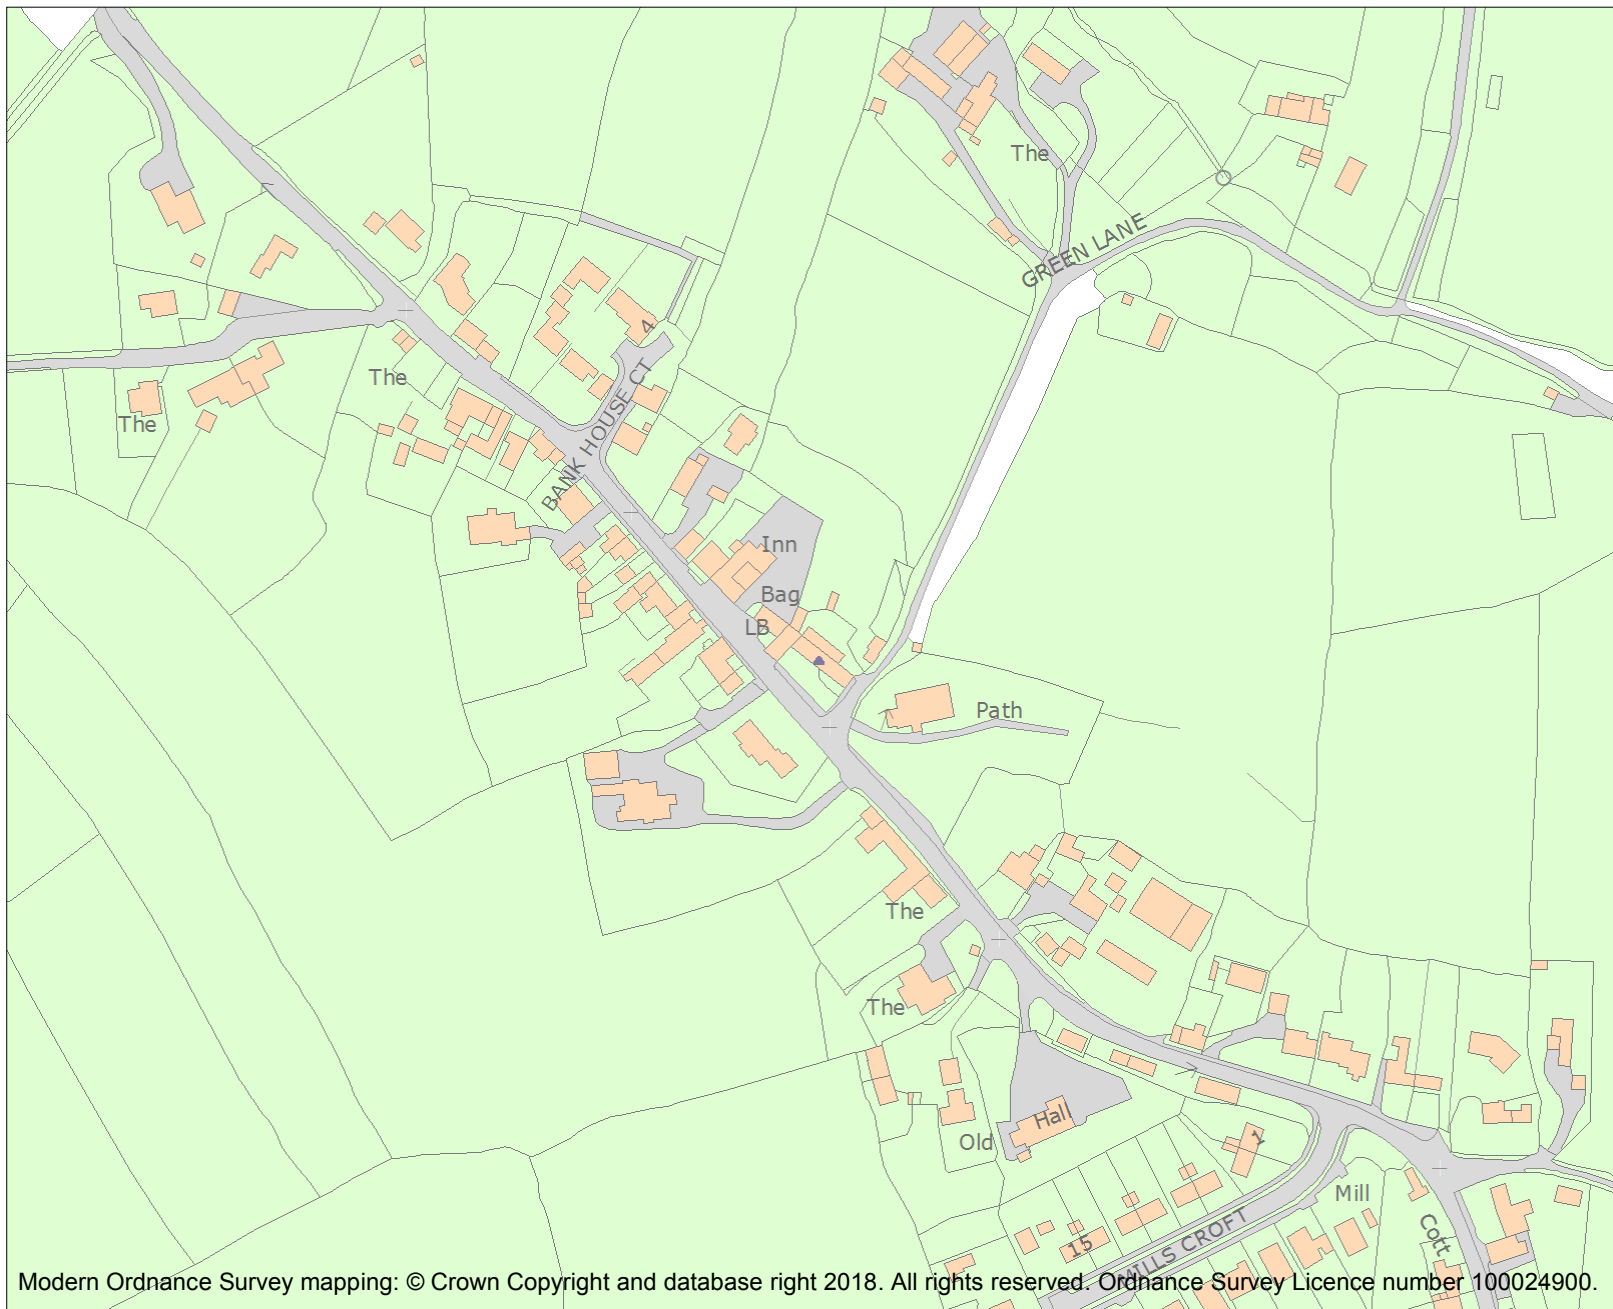 The
GREEN LANE
4
The
The
BANK HOUSE CT
Inn
Bag
LB
Path
The
The
Hall
Old
1
Mill
Cott
15
MILLS CROFT
Modern Ordnance Survey mapping: © Crown Copyright and database right 2018. All rights reserved. Ordnance Survey Licence number 100024900.